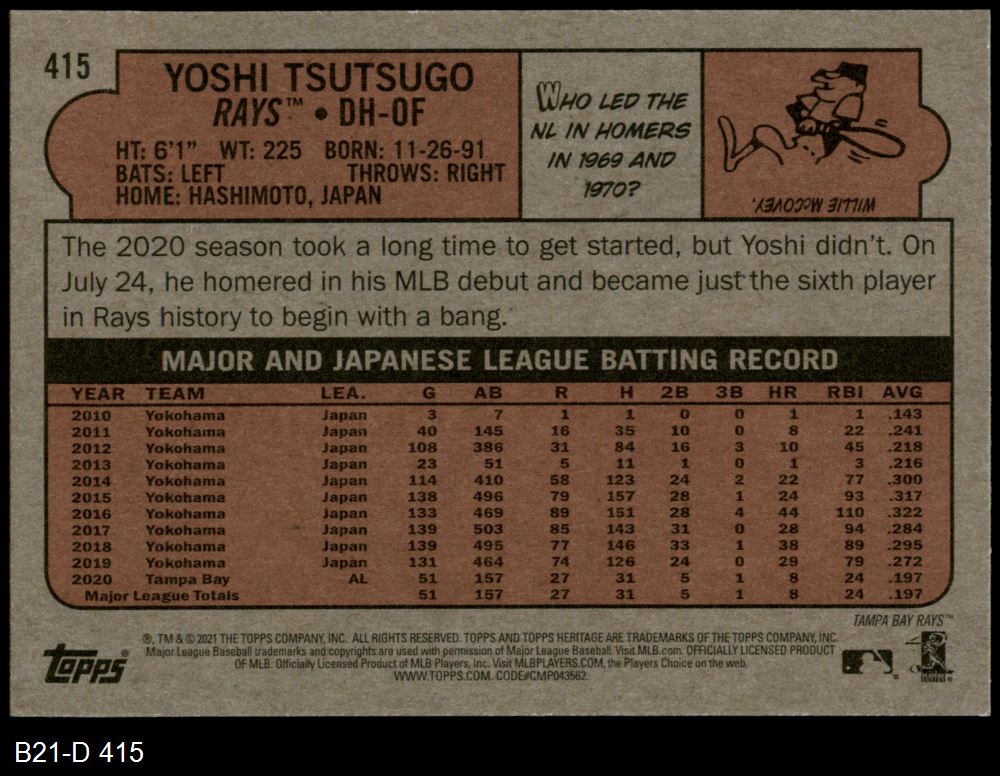 415
YOSHI TSUTSUGO
RAYS™ • DH-OF
HT: 6'1" WT: 225 BORN: 11-26-91
BATS: LEFT THROWS: RIGHT
HOME: HASHIMOTO, JAPAN
WHO LED THE
NL IN HOMERS
IN 1969 AND
1970?
WILLIE McCOVEY.
The 2020 season took a long time to get started, but Yoshi didn't. On
July 24, he homered in his MLB debut and became just the sixth player
in Rays history to begin with a bang.
MAJOR AND JAPANESE LEAGUE BATTING RECORD
YEAR TEAM LEA. G AB R H 2B 3B HR RBI AVG
2010 Yokohama Japan 3 7 1 1 0 0 1 1 .143
2011 Yokohama Japan 40 145 16 35 10 0 8 22 .241
2012 Yokohama Japan 108 386 31 84 16 3 10 45 .218
2013 Yokohama Japan 23 51 5 11 1 0 1 3 .216
2014 Yokohama Japan 114 410 58 123 24 2 22 77 .300
2015 Yokohama Japan 138 496 79 157 28 1 24 93 .317
2016 Yokohama Japan 133 469 89 151 28 4 44 110 .322
2017 Yokohama Japan 139 503 85 143 31 0 28 94 .284
2018 Yokohama Japan 139 495 77 146 33 1 38 89 .295
2019 Yokohama Japan 131 464 74 126 24 0 29 79 .272
2020 Tampa Bay AL 51 157 27 31 5 1 8 24 .197
Major League Totals 51 157 27 31 5 1 8 24 .197
TAMPA BAY RAYS™
topps®
®, TM & © 2021 THE TOPPS COMPANY, INC. ALL RIGHTS RESERVED. TOPPS AND TOPPS HERITAGE ARE TRADEMARKS OF THE TOPPS COMPANY, INC.
Major League Baseball trademarks and copyrights are used with permission of Major League Baseball. Visit MLB.com. OFFICIALLY LICENSED PRODUCT
OF MLB. Officially Licensed Product of MLB Players, Inc. Visit MLBPLAYERS.COM, the Players Choice on the web.
WWW.TOPPS.COM. CODE#CMP043562.
B21-D 415